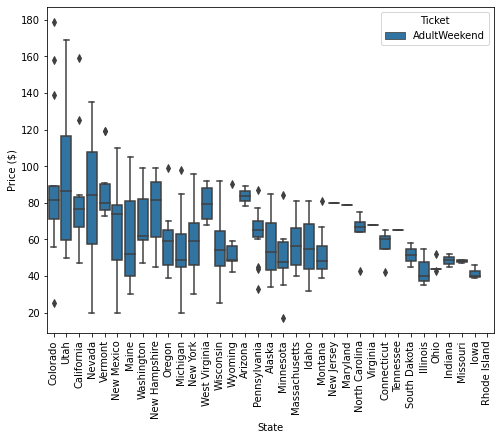 Ticket
AdultWeekend
Price ($)
180
160
140
120
100
80
60
40
20
Colorado
Utah
California
Nevada
Vermont
New Mexico
Maine
Washington
New Hampshire
Oregon
Michigan
New York
West Virginia
Wisconsin
Wyoming
Arizona
Pennsylvania
Alaska
Minnesota
Massachusetts
Idaho
Montana
New Jersey
Maryland
North Carolina
Virginia
Connecticut
Tennessee
South Dakota
Illinois
Ohio
Indiana
Missouri
Iowa
Rhode Island
State